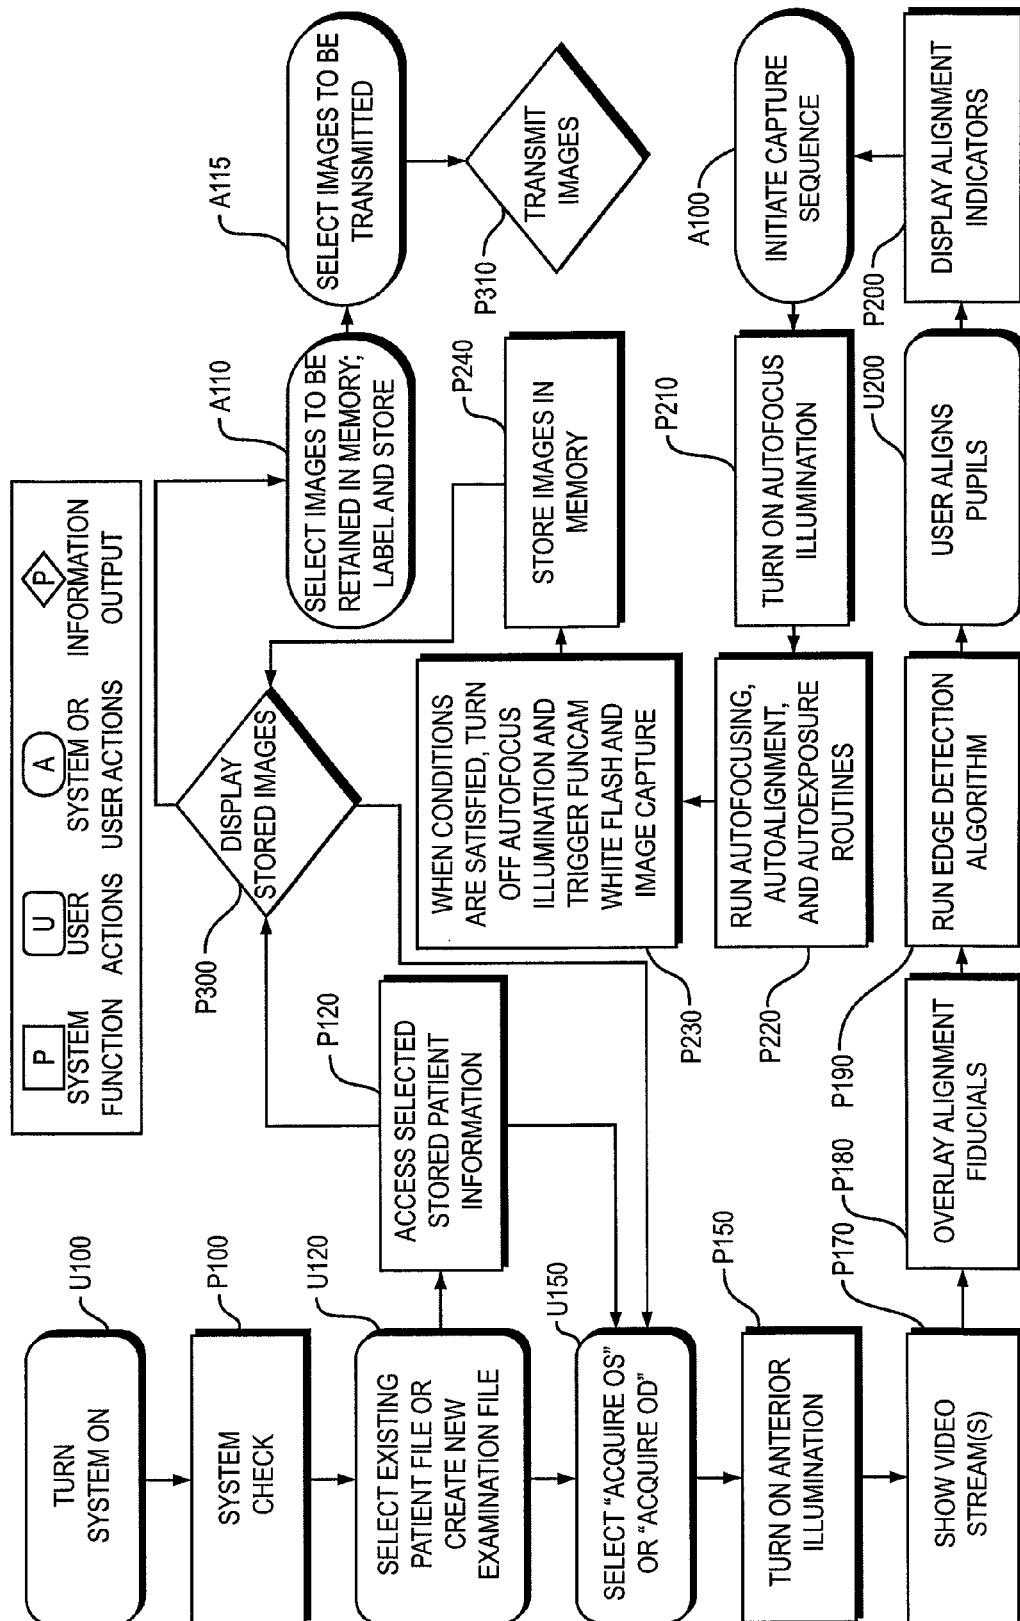 P
SYSTEM
FUNCTION
U
USER
ACTIONS
A
SYSTEM OR
USER ACTIONS
P
INFORMATION
OUTPUT
U100
TURN
SYSTEM ON
P100
SYSTEM
CHECK
U120
SELECT EXISTING
PATIENT FILE OR
CREATE NEW
EXAMINATION FILE
P120
ACCESS SELECTED
STORED PATIENT
INFORMATION
U150
SELECT “ACQUIRE OS”
OR “ACQUIRE OD”
P150
TURN ON ANTERIOR
ILLUMINATION
P170
SHOW VIDEO
STREAM(S)
P180
OVERLAY ALIGNMENT
FIDUCIALS
P190
RUN EDGE DETECTION
ALGORITHM
U200
USER ALIGNS
PUPILS
P200
DISPLAY ALIGNMENT
INDICATORS
A100
INITIATE CAPTURE
SEQUENCE
P210
TURN ON AUTOFOCUS
ILLUMINATION
P220
RUN AUTOFOCUSING,
AUTOALIGNMENT,
AND AUTOEXPOSURE
ROUTINES
P230
WHEN CONDITIONS
ARE SATISFIED, TURN
OFF AUTOFOCUS
ILLUMINATION AND
TRIGGER FUNCAM
WHITE FLASH AND
IMAGE CAPTURE
P240
STORE IMAGES IN
MEMORY
P300
DISPLAY
STORED IMAGES
A110
SELECT IMAGES TO BE
RETAINED IN MEMORY;
LABEL AND STORE
A115
SELECT IMAGES TO BE
TRANSMITTED
P310
TRANSMIT
IMAGES